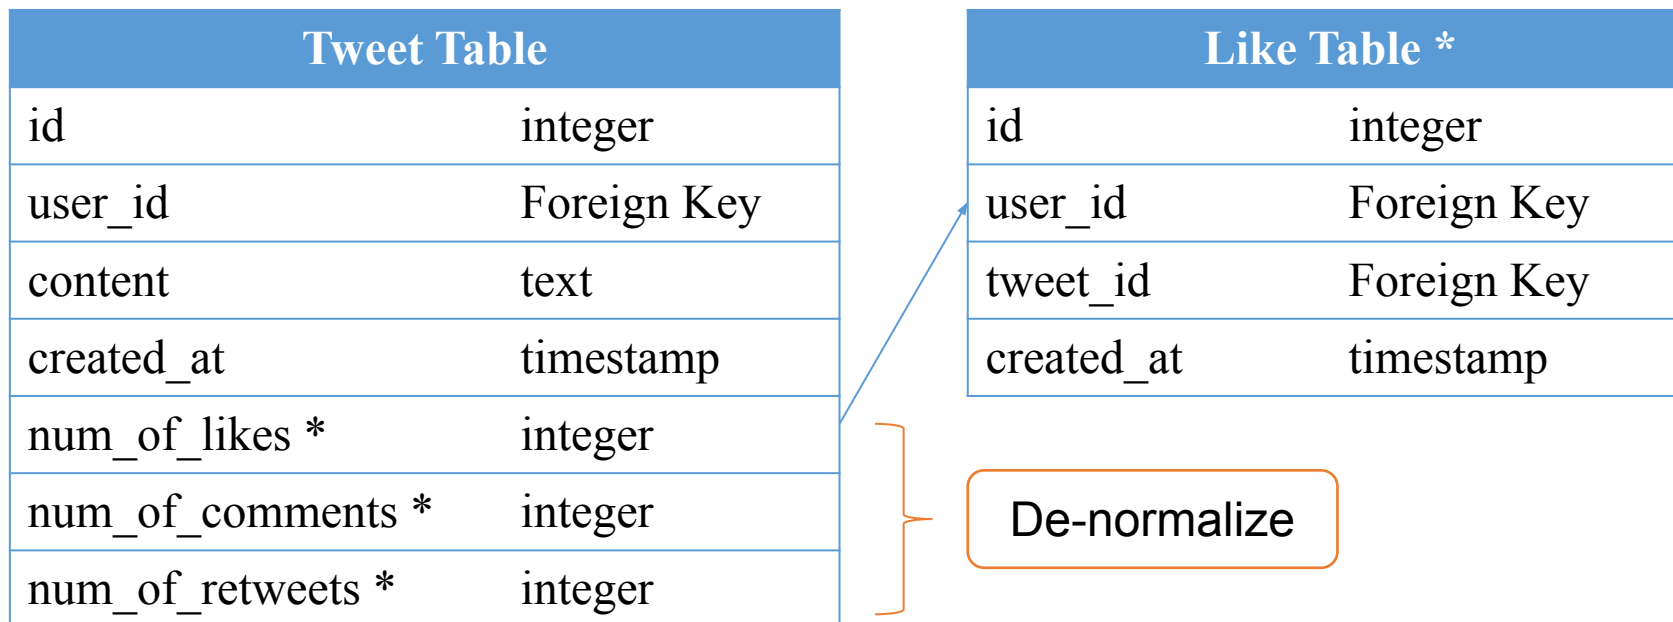 Tweet Table
id integer
user_id Foreign Key
content text
created_at timestamp
num_of_likes * integer
num_of_comments * integer
num_of_retweets * integer
Like Table *
id integer
user_id Foreign Key
tweet_id Foreign Key
created_at timestamp
De-normalize